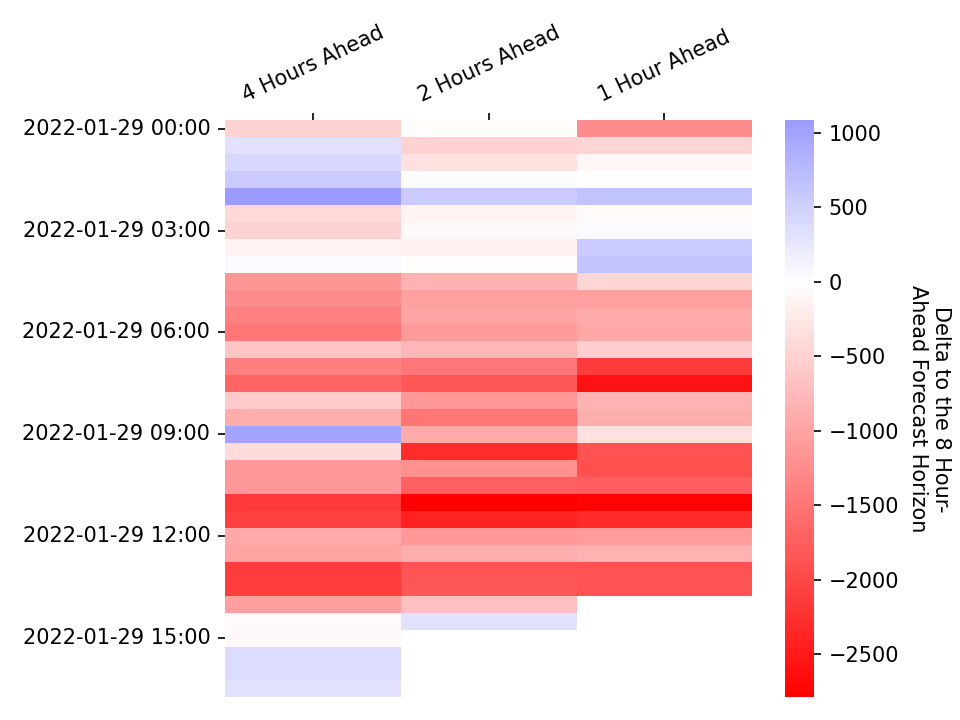 4 Hours Ahead
2 Hours Ahead
1 Hour Ahead
2022-01-29 00:00
2022-01-29 03:00
2022-01-29 06:00
2022-01-29 09:00
2022-01-29 12:00
2022-01-29 15:00
1000
500
0
−500
−1000
−1500
−2000
−2500
Delta to the 8 Hour-
Ahead Forecast Horizon